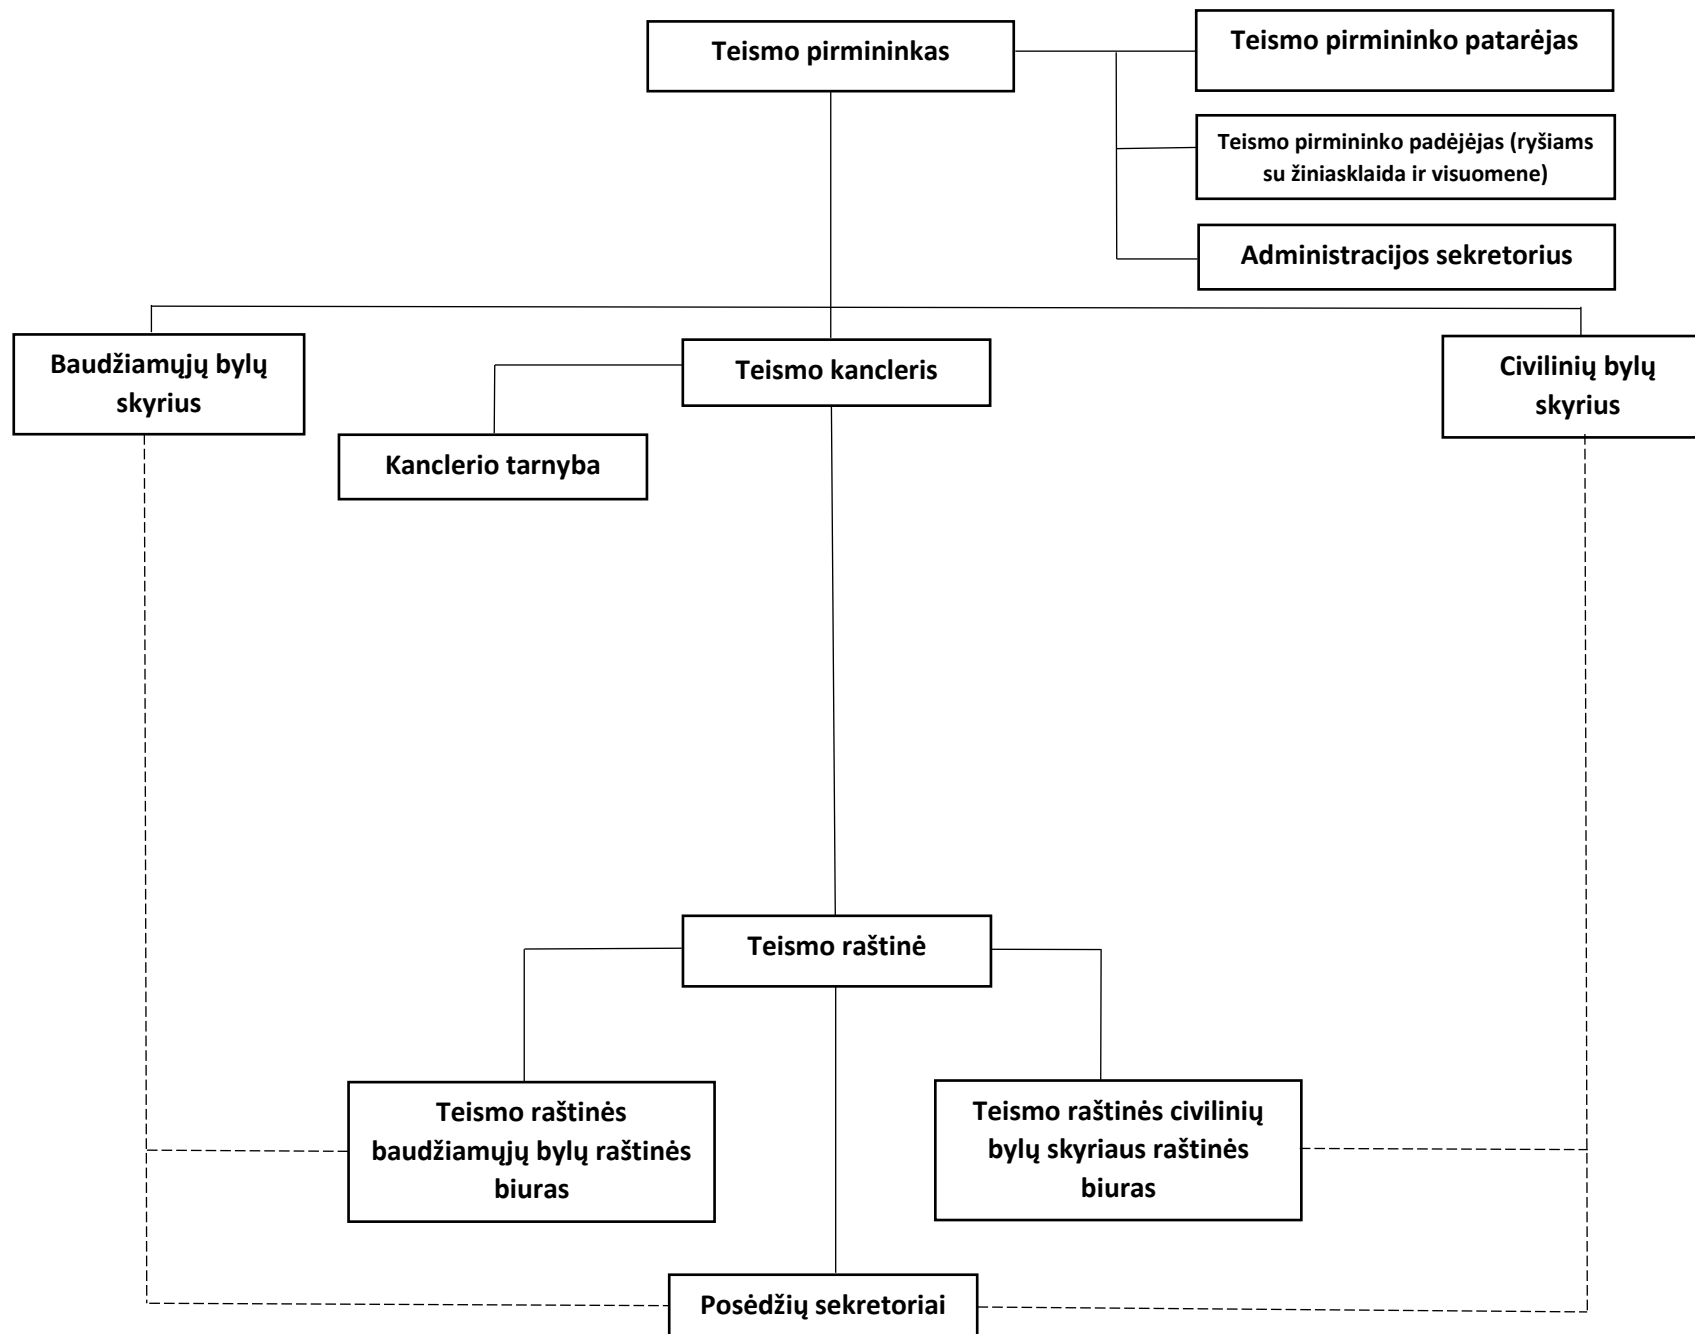 Teismo pirmininkas
Teismo pirmininko patarėjas
Teismo pirmininko padėjėjas (ryšiams
su žiniasklaida ir visuomene)
Administracijos sekretorius
Baudžiamųjų bylų
skyrius
Teismo kancleris
Civilinių bylų
skyrius
Kanclerio tarnyba
Teismo raštinė
Teismo raštinės
baudžiamųjų bylų raštinės
biuras
Teismo raštinės civilinių
bylų skyriaus raštinės
biuras
Posėdžių sekretoriai